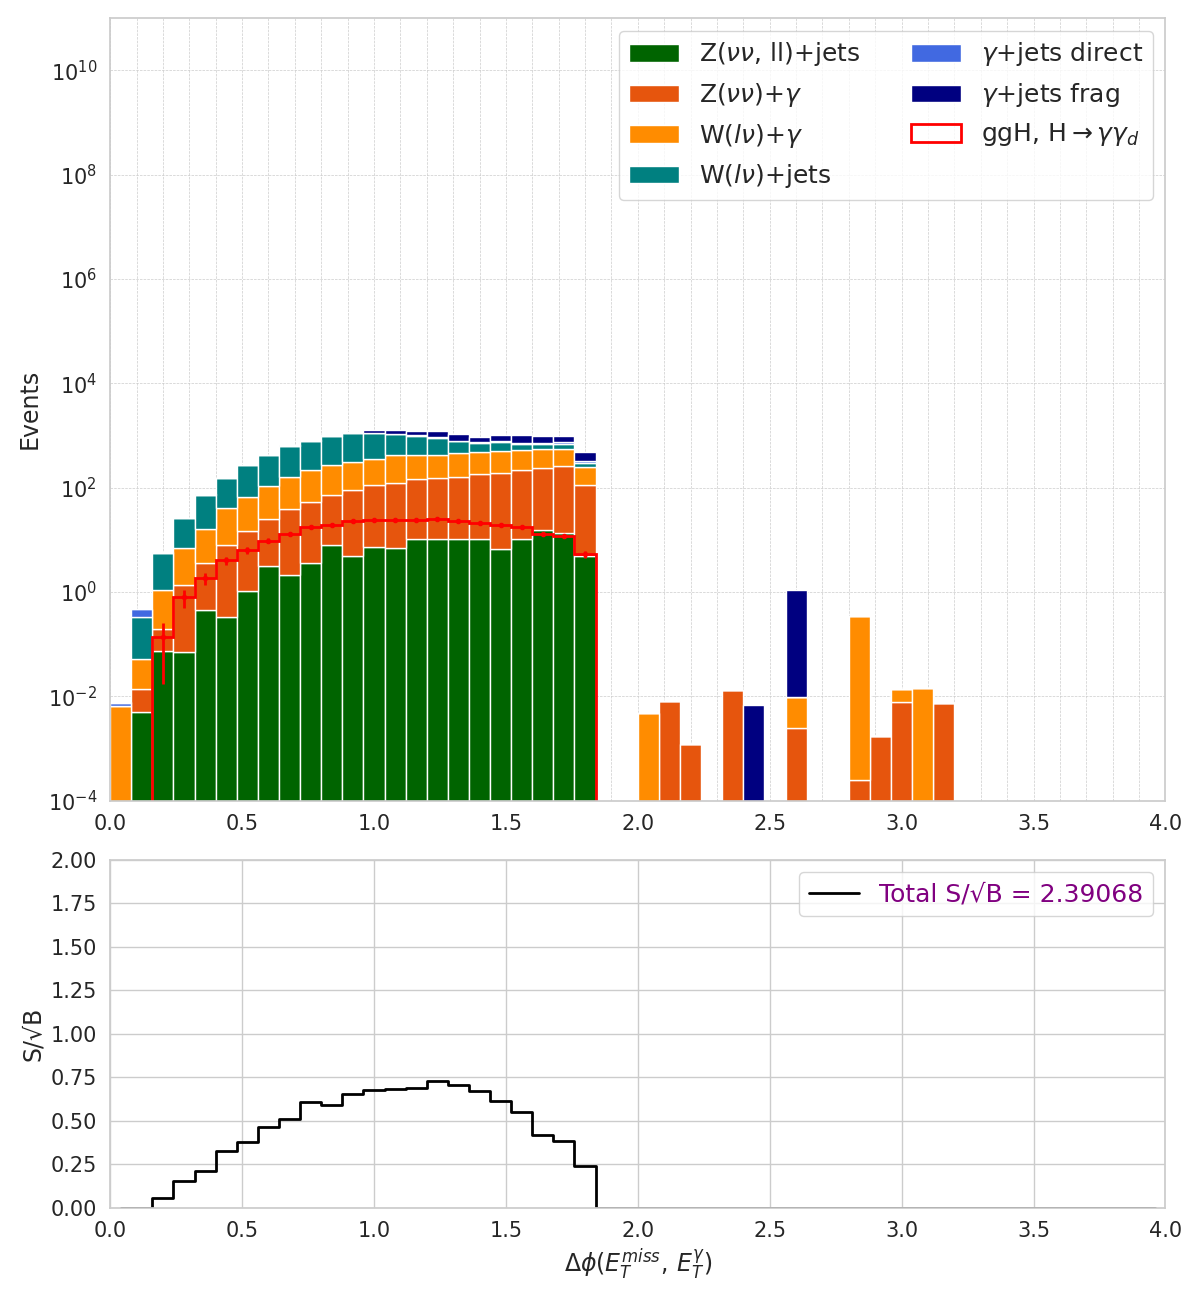 Z(νν, ll)+jets
Z(νν)+γ
W(lν)+γ
W(lν)+jets
γ+jets direct
γ+jets frag
ggH, H→γγ_d
Events
10^10
10^8
10^6
10^4
10^2
10^0
10^−2
10^−4
0.0 0.5 1.0 1.5 2.0 2.5 3.0 3.5 4.0
Total S/√B = 2.39068
S/√B
2.00
1.75
1.50
1.25
1.00
0.75
0.50
0.25
0.00
0.0 0.5 1.0 1.5 2.0 2.5 3.0 3.5 4.0
Δϕ(E_T^miss, E_T^γ)